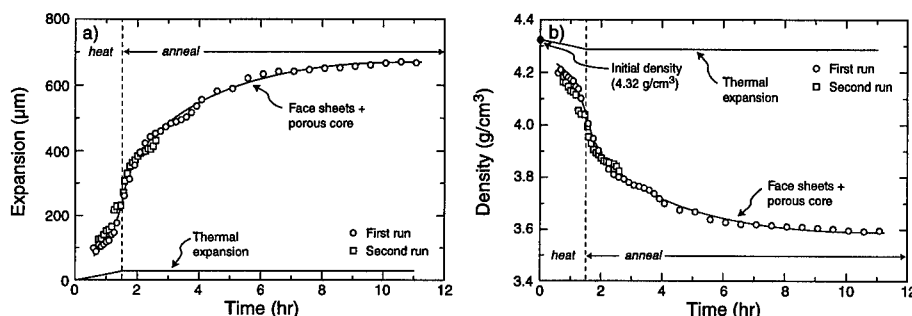 a)
heat
anneal
Face sheets +
porous core
Thermal
expansion
First run
Second run
Expansion (μm)
800
600
400
200
0
0 2 4 6 8 10 12
Time (hr)
b)
Initial density
(4.32 g/cm³)
Thermal
expansion
First run
Second run
Face sheets +
porous core
heat
anneal
Density (g/cm³)
4.4
4.2
4.0
3.8
3.6
3.4
0 2 4 6 8 10 12
Time (hr)